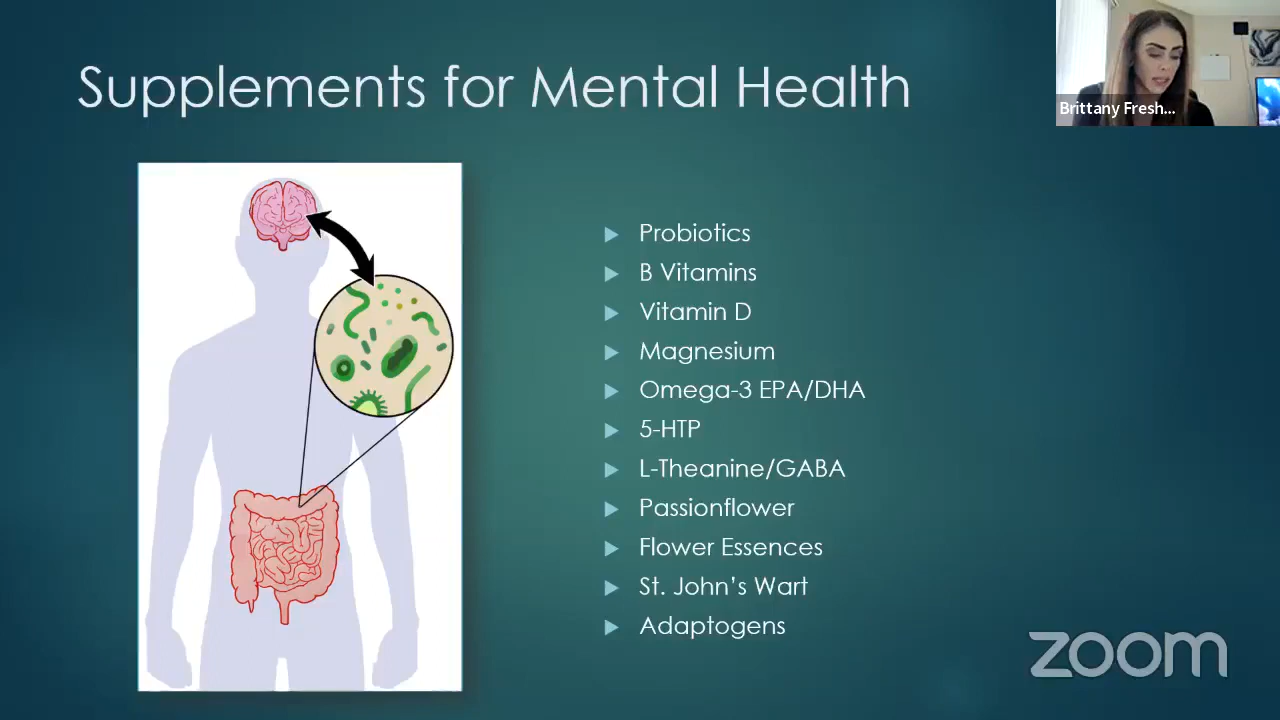 Supplements for Mental Health
Brittany Fresh...
Probiotics
B Vitamins
Vitamin D
Magnesium
Omega-3 EPA/DHA
5-HTP
L-Theanine/GABA
Passionflower
Flower Essences
St. John’s Wart
Adaptogens
zoom